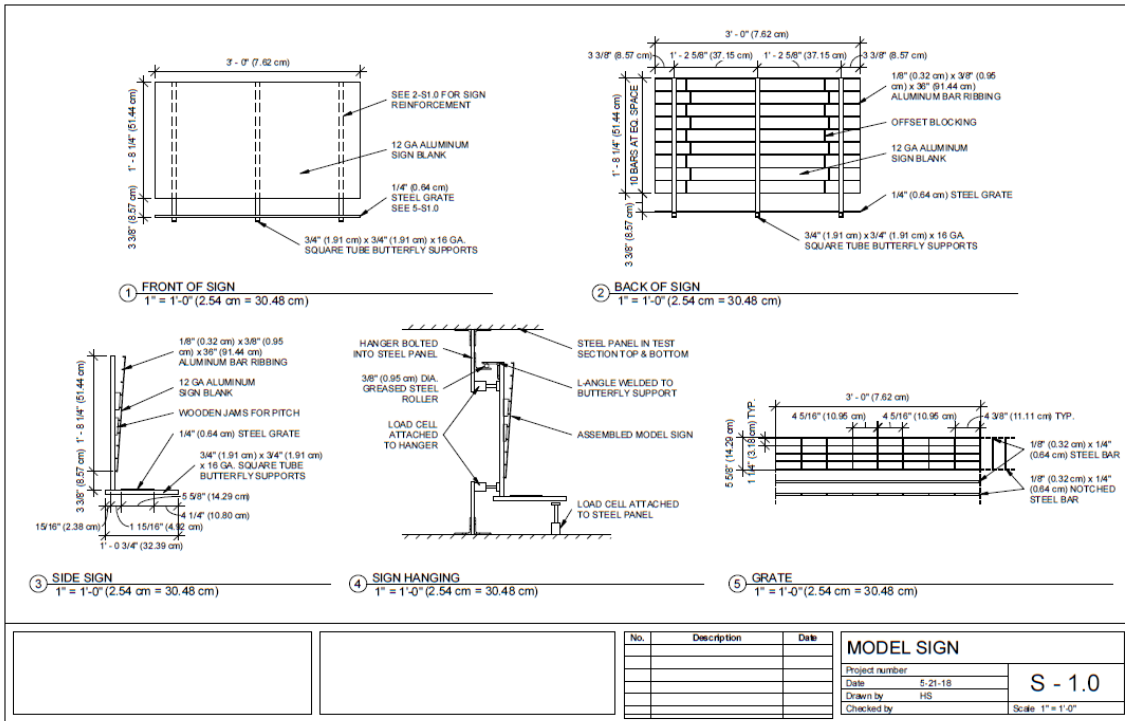 3' - 0" (7.62 cm)
1' - 8 1/4" (51.44 cm)
3 3/8" (8.57 cm)
SEE 2-S1.0 FOR SIGN
REINFORCEMENT
12 GA ALUMINUM
SIGN BLANK
1/4" (0.64 cm)
STEEL GRATE
SEE 5-S1.0
3/4" (1.91 cm) x 3/4" (1.91 cm) x 16 GA.
SQUARE TUBE BUTTERFLY SUPPORTS
1 FRONT OF SIGN
1" = 1'-0" (2.54 cm = 30.48 cm)
3' - 0" (7.62 cm)
3 3/8" (8.57 cm) 1' - 2 5/8" (37.15 cm) 1' - 2 5/8" (37.15 cm) 3 3/8" (8.57 cm)
1' - 8 1/4" (51.44 cm)
10 BARS AT EQ. SPACE
3 3/8" (8.57 cm)
1/8" (0.32 cm) x 3/8" (0.95
cm) x 36" (91.44 cm)
ALUMINUM BAR RIBBING
OFFSET BLOCKING
12 GA ALUMINUM
SIGN BLANK
1/4" (0.64 cm) STEEL GRATE
3/4" (1.91 cm) x 3/4" (1.91 cm) x 16 GA.
SQUARE TUBE BUTTERFLY SUPPORTS
2 BACK OF SIGN
1" = 1'-0" (2.54 cm = 30.48 cm)
1/8" (0.32 cm) x 3/8" (0.95
cm) x 36" (91.44 cm)
ALUMINUM BAR RIBBING
12 GA ALUMINUM
SIGN BLANK
WOODEN JAMS FOR PITCH
1/4" (0.64 cm) STEEL GRATE
3/4" (1.91 cm) x 3/4" (1.91 cm)
x 16 GA. SQUARE TUBE
BUTTERFLY SUPPORTS
1' - 8 1/4" (51.44 cm)
3 3/8" (8.57 cm)
5 5/8" (14.29 cm)
4 1/4" (10.80 cm)
15/16" (2.38 cm) 1 15/16" (4.92 cm)
1' - 0 3/4" (32.39 cm)
3 SIDE SIGN
1" = 1'-0" (2.54 cm = 30.48 cm)
HANGER BOLTED
INTO STEEL PANEL
3/8" (0.95 cm) DIA.
GREASED STEEL
ROLLER
LOAD CELL
ATTACHED
TO HANGER
STEEL PANEL IN TEST
SECTION TOP & BOTTOM
L-ANGLE WELDED TO
BUTTERFLY SUPPORT
ASSEMBLED MODEL SIGN
LOAD CELL ATTACHED
TO STEEL PANEL
4 SIGN HANGING
1" = 1'-0" (2.54 cm = 30.48 cm)
3' - 0" (7.62 cm)
4 5/16" (10.95 cm) 4 5/16" (10.95 cm) 4 3/8" (11.11 cm) TYP.
5 5/8" (14.29 cm)
1 1/4" (3.18 cm) TYP.
1/8" (0.32 cm) x 1/4"
(0.64 cm) STEEL BAR
1/8" (0.32 cm) x 1/4"
(0.64 cm) NOTCHED
STEEL BAR
5 GRATE
1" = 1'-0" (2.54 cm = 30.48 cm)
No. Description Date
MODEL SIGN
Project number
Date 5-21-18
Drawn by HS
Checked by
S - 1.0
Scale 1" = 1'-0"